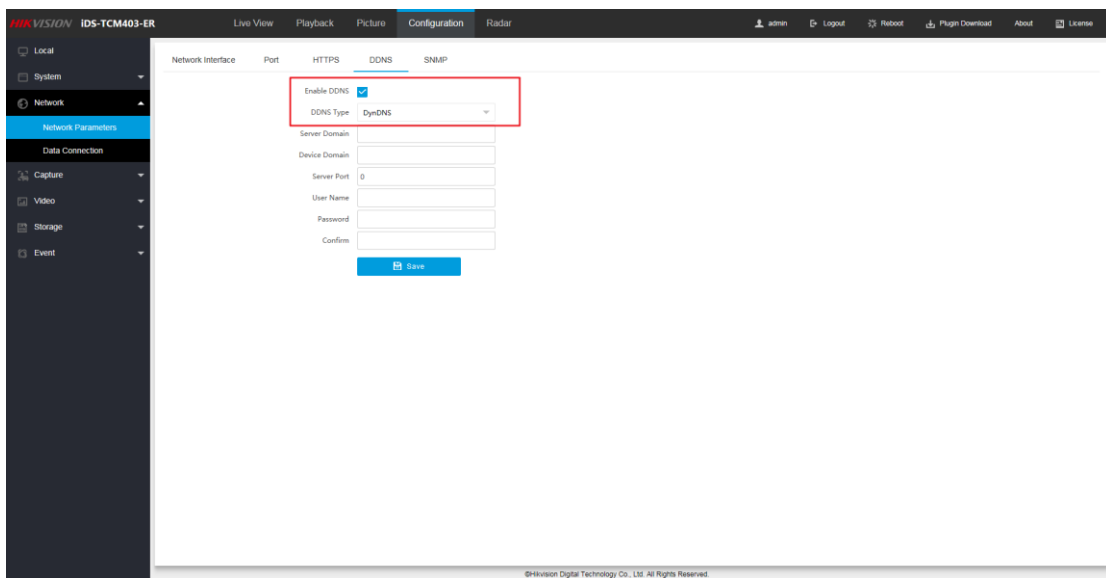 HIKVISION iDS-TCM403-ER Live View Playback Picture Configuration Radar admin Logout Reboot Plugin Download About License
Local
System
Network
Network Parameters
Data Connection
Capture
Video
Storage
Event
Network Interface Port HTTPS DDNS SNMP
Enable DDNS
DDNS Type DynDNS
Server Domain
Device Domain
Server Port 0
User Name
Password
Confirm
Save
©Hikvision Digital Technology Co., Ltd. All Rights Reserved.